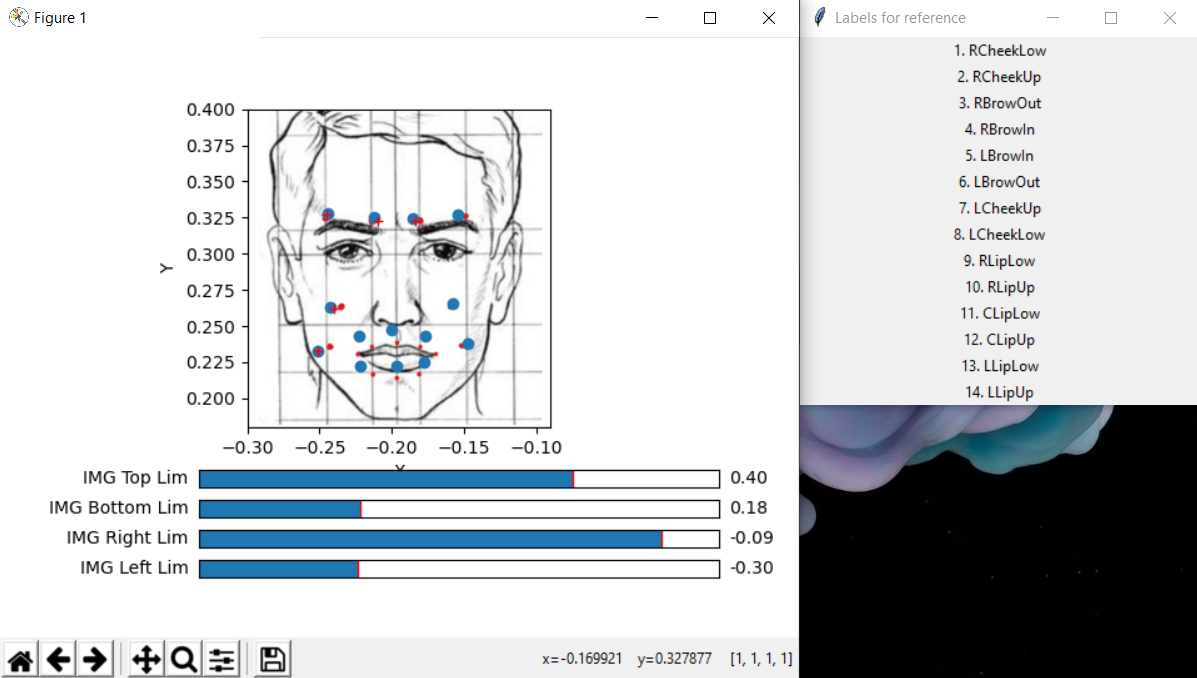 Figure 1
0.400
0.375
0.350
0.325
0.300
0.275
0.250
0.225
0.200
Y
−0.30 −0.25 −0.20 −0.15 −0.10
X
IMG Top Lim 0.40
IMG Bottom Lim 0.18
IMG Right Lim -0.09
IMG Left Lim -0.30
x=-0.169921 y=0.327877 [1, 1, 1, 1]
Labels for reference
1. RCheekLow
2. RCheekUp
3. RBrowOut
4. RBrowIn
5. LBrowIn
6. LBrowOut
7. LCheekUp
8. LCheekLow
9. RLipLow
10. RLipUp
11. CLipLow
12. CLipUp
13. LLipLow
14. LLipUp